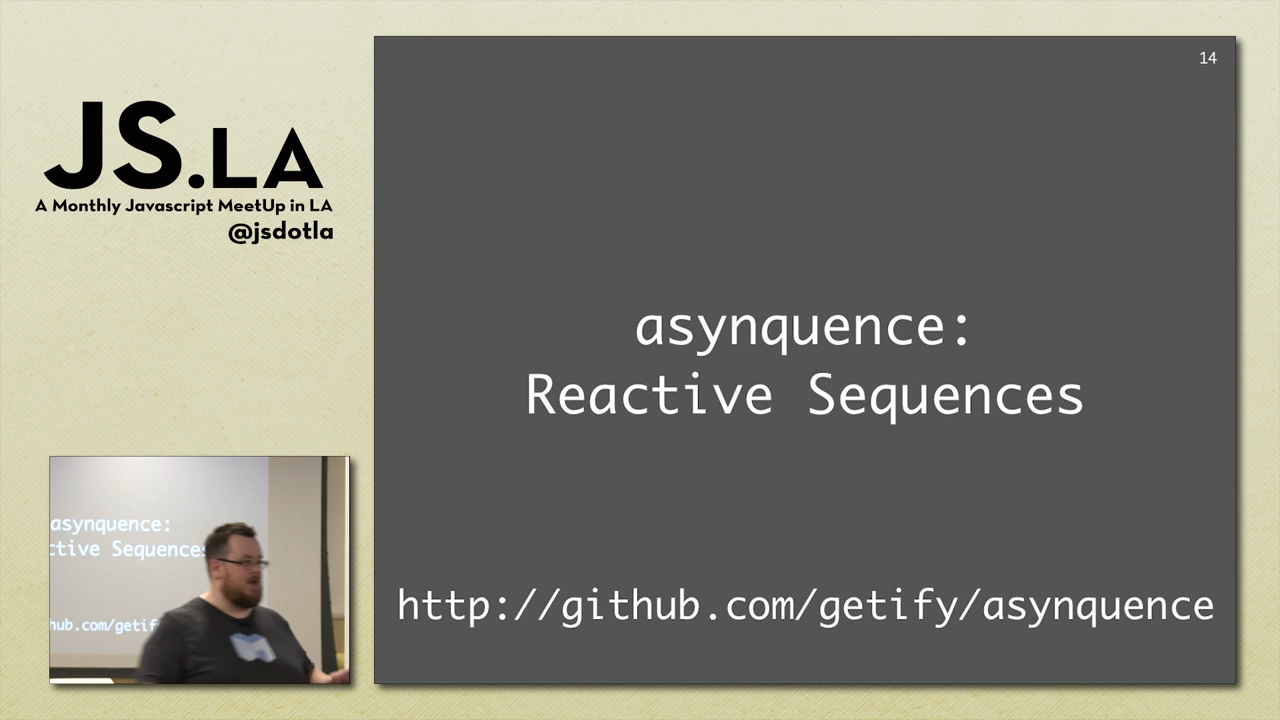 JS.LA
A Monthly Javascript MeetUp in LA
@jsdotla
14
asynquence:
Reactive Sequences
http://github.com/getify/asynquence
asynquence:
ctive Sequences
hub.com/getify